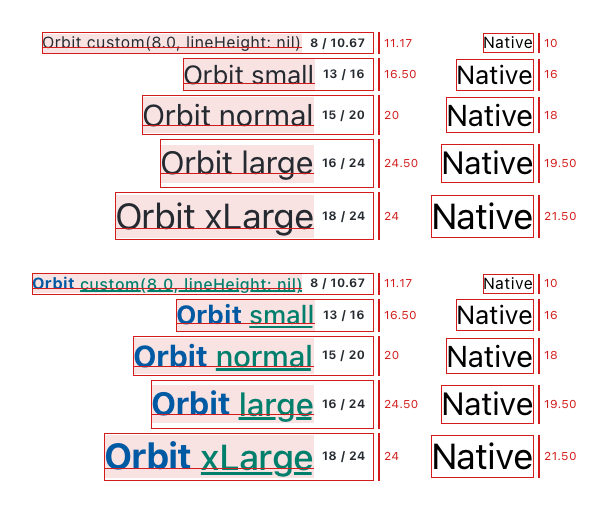 Orbit custom(8.0, lineHeight: nil) 8 / 10.67 11.17 Native 10
Orbit small 13 / 16 16.50 Native 16
Orbit normal 15 / 20 20 Native 18
Orbit large 16 / 24 24.50 Native 19.50
Orbit xLarge 18 / 24 24 Native 21.50
Orbit custom(8.0, lineHeight: nil) 8 / 10.67 11.17 Native 10
Orbit small 13 / 16 16.50 Native 16
Orbit normal 15 / 20 20 Native 18
Orbit large 16 / 24 24.50 Native 19.50
Orbit xLarge 18 / 24 24 Native 21.50